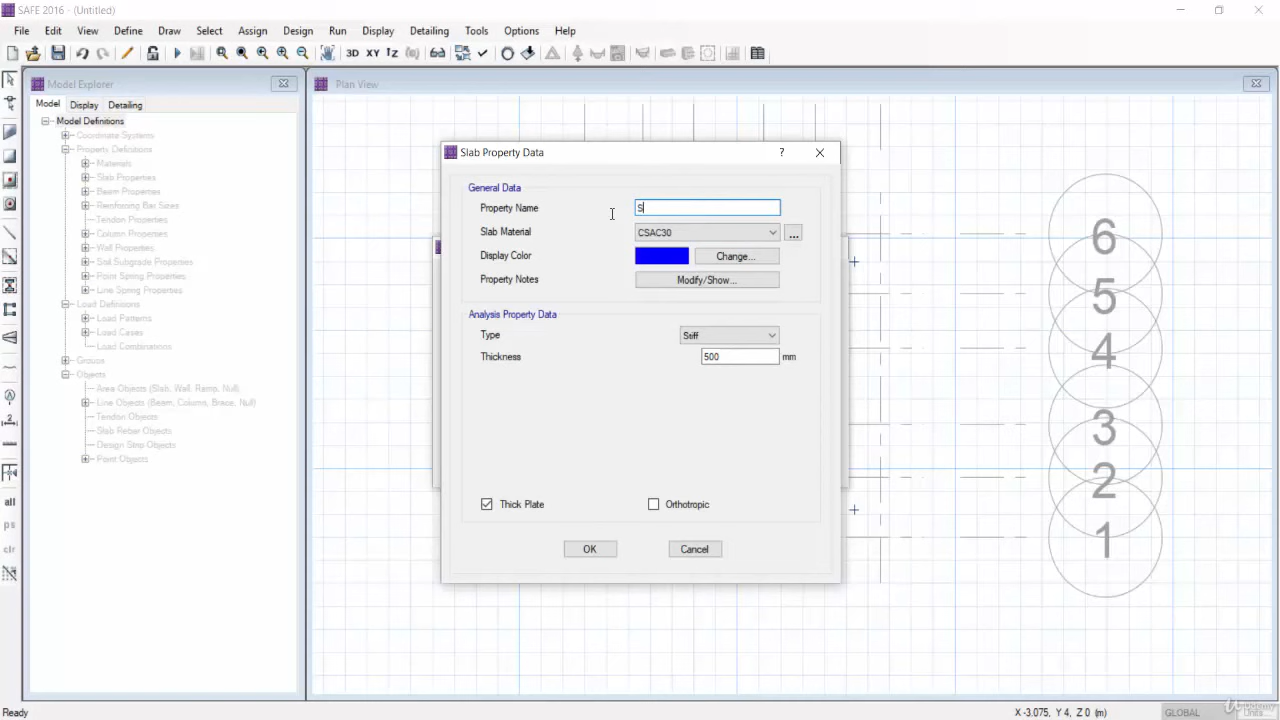 SAFE 2016 - (Untitled)
File Edit View Define Draw Select Assign Design Run Display Detailing Tools Options Help
3D XY
Model Explorer
Model Display Detailing
Model Definitions
Coordinate Systems
Property Definitions
Materials
Slab Properties
Beam Properties
Reinforcing Bar Sizes
Tendon Properties
Column Properties
Wall Properties
Soil Subgrade Properties
Point Spring Properties
Line Spring Properties
Load Definitions
Load Patterns
Load Cases
Load Combinations
Groups
Objects
Area Objects (Slab, Wall, Ramp, Null)
Line Objects (Beam, Column, Brace, Null)
Tendon Objects
Slab Rebar Objects
Design Strip Objects
Point Objects
all
ps
clr
Plan View
Slab Property Data
?
General Data
Property Name S
Slab Material CSAC30 ...
Display Color Change...
Property Notes Modify/Show...
Analysis Property Data
Type Stiff
Thickness 500 mm
Thick Plate Orthotropic
OK Cancel
6
5
4
3
2
1
Ready X -3.075, Y 4, Z 0 (m) GLOBAL Units...